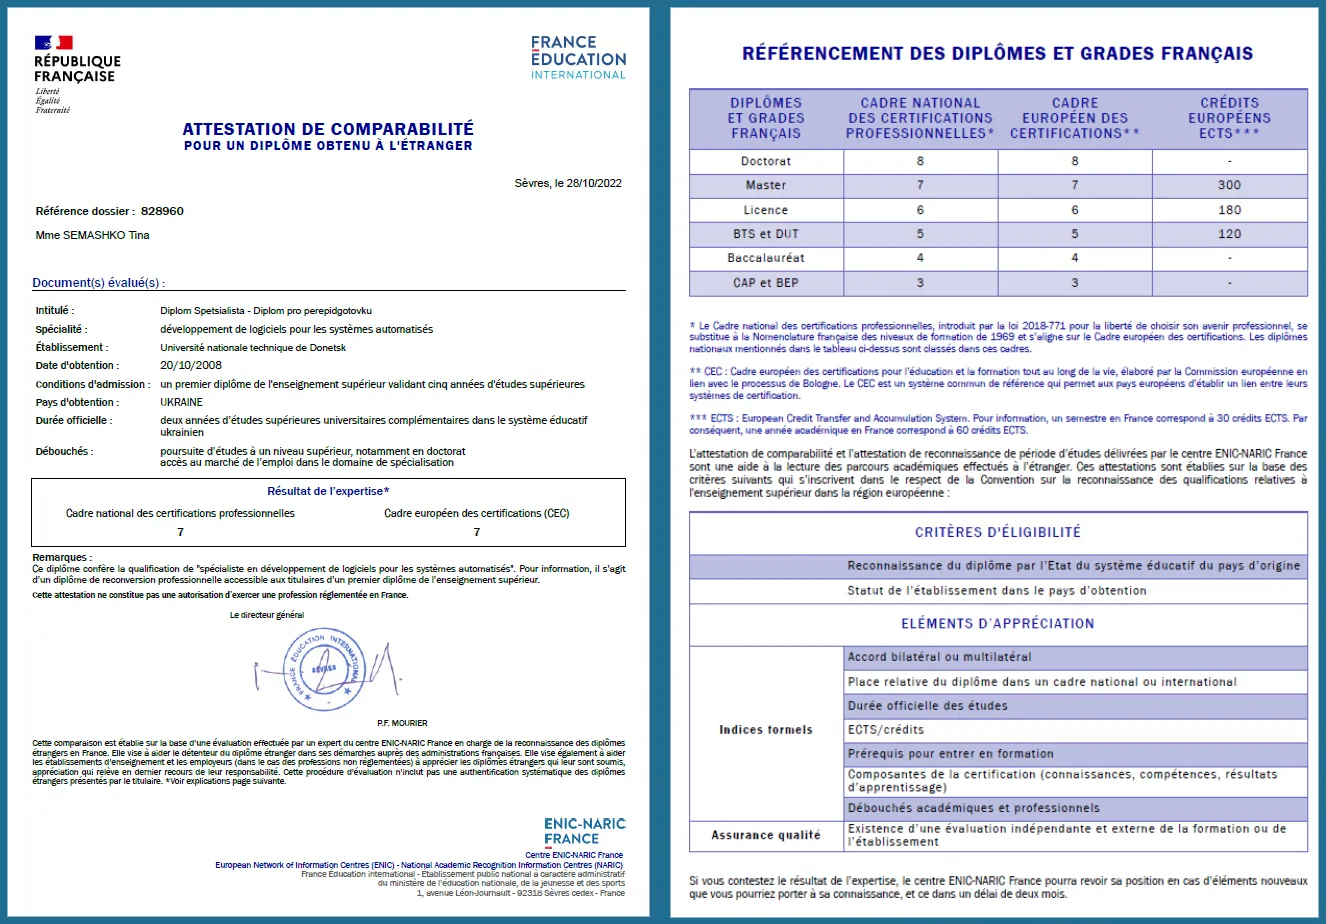 RÉPUBLIQUE
FRANÇAISE
Liberté
Égalité
Fraternité
FRANCE
ÉDUCATION
INTERNATIONAL
ATTESTATION DE COMPARABILITÉ
POUR UN DIPLÔME OBTENU À L'ÉTRANGER
Sèvres, le 28/10/2022
Référence dossier : 828960
Mme SEMASHKO Tina
Document(s) évalué(s) :
Intitulé : Diplom Spetsialista - Diplom pro perepidgotovku
Spécialité : développement de logiciels pour les systèmes automatisés
Établissement : Université nationale technique de Donetsk
Date d'obtention : 20/10/2008
Conditions d'admission : un premier diplôme de l'enseignement supérieur validant cinq années d'études supérieures
Pays d'obtention : UKRAINE
Durée officielle : deux années d'études supérieures universitaires complémentaires dans le système éducatif
ukrainien
Débouchés : poursuite d'études à un niveau supérieur, notamment en doctorat
accès au marché de l'emploi dans le domaine de spécialisation
Résultat de l'expertise*
Cadre national des certifications professionnelles Cadre européen des certifications (CEC)
7 7
Remarques :
Ce diplôme confère la qualification de "spécialiste en développement de logiciels pour les systèmes automatisés". Pour information, il s'agit
d'un diplôme de reconversion professionnelle accessible aux titulaires d'un premier diplôme de l'enseignement supérieur.
Cette attestation ne constitue pas une autorisation d'exercer une profession réglementée en France.
Le directeur général
FRANCE ÉDUCATION INTERNATIONAL
SÈVRES
P.F. MOURIER
Cette comparaison est établie sur la base d'une évaluation effectuée par un expert du centre ENIC-NARIC France en charge de la reconnaissance des diplômes
étrangers en France. Elle vise à aider le détenteur du diplôme étranger dans ses démarches auprès des administrations françaises. Elle vise également à aider
les établissements d'enseignement et les employeurs (dans le cas des professions non réglementées) à apprécier les diplômes étrangers qui leur sont soumis,
appréciation qui relève en dernier recours de leur responsabilité. Cette procédure d'évaluation n'inclut pas une authentification systématique des diplômes
étrangers présentés par le titulaire. *Voir explications page suivante.
ENIC-NARIC
FRANCE
Centre ENIC-NARIC France
European Network of Information Centres (ENIC) - National Academic Recognition Information Centres (NARIC)
France Éducation international - Établissement public national à caractère administratif
du ministère de l'éducation nationale, de la jeunesse et des sports
1, avenue Léon-Journault - 92318 Sèvres cedex - France
RÉFÉRENCEMENT DES DIPLÔMES ET GRADES FRANÇAIS
DIPLÔMES CADRE NATIONAL CADRE CRÉDITS
ET GRADES DES CERTIFICATIONS EUROPÉEN DES EUROPÉENS
FRANÇAIS PROFESSIONNELLES* CERTIFICATIONS** ECTS***
Doctorat 8 8 -
Master 7 7 300
Licence 6 6 180
BTS et DUT 5 5 120
Baccalauréat 4 4 -
CAP et BEP 3 3 -
* Le Cadre national des certifications professionnelles, introduit par la loi 2018-771 pour la liberté de choisir son avenir professionnel, se
substitue à la Nomenclature française des niveaux de formation de 1969 et s'aligne sur le Cadre européen des certifications. Les diplômes
nationaux mentionnés dans le tableau ci-dessus sont classés dans ces cadres.
** CEC : Cadre européen des certifications pour l'éducation et la formation tout au long de la vie, élaboré par la Commission européenne en
lien avec le processus de Bologne. Le CEC est un système commun de référence qui permet aux pays européens d'établir un lien entre leurs
systèmes de certification.
*** ECTS : European Credit Transfer and Accumulation System. Pour information, un semestre en France correspond à 30 crédits ECTS. Par
conséquent, une année académique en France correspond à 60 crédits ECTS.
L'attestation de comparabilité et l'attestation de reconnaissance de période d'études délivrées par le centre ENIC-NARIC France
sont une aide à la lecture des parcours académiques effectués à l'étranger. Ces attestations sont établies sur la base des
critères suivants qui s'inscrivent dans le respect de la Convention sur la reconnaissance des qualifications relatives à
l'enseignement supérieur dans la région européenne :
CRITÈRES D'ÉLIGIBILITÉ
Reconnaissance du diplôme par l'Etat du système éducatif du pays d'origine
Statut de l'établissement dans le pays d'obtention
ELÉMENTS D'APPRÉCIATION
Accord bilatéral ou multilatéral
Place relative du diplôme dans un cadre national ou international
Durée officielle des études
Indices formels ECTS/crédits
Prérequis pour entrer en formation
Composantes de la certification (connaissances, compétences, résultats
d'apprentissage)
Débouchés académiques et professionnels
Assurance qualité Existence d'une évaluation indépendante et externe de la formation ou de
l'établissement
Si vous contestez le résultat de l'expertise, le centre ENIC-NARIC France pourra revoir sa position en cas d'éléments nouveaux
que vous pourriez porter à sa connaissance, et ce dans un délai de deux mois.